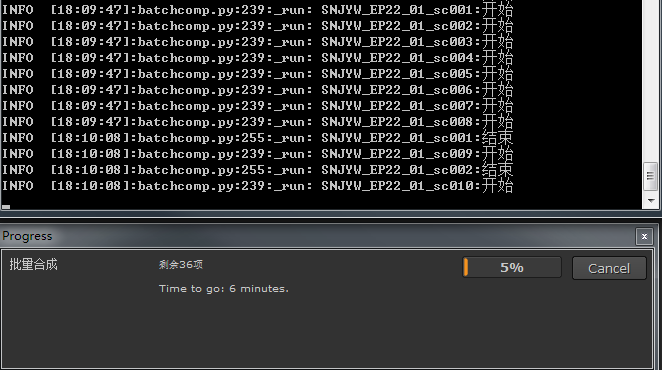 INFO  [18:09:47]:batchcomp.py:239:_run: SNJYW_EP22_01_sc001:开始
INFO  [18:09:47]:batchcomp.py:239:_run: SNJYW_EP22_01_sc002:开始
INFO  [18:09:47]:batchcomp.py:239:_run: SNJYW_EP22_01_sc003:开始
INFO  [18:09:47]:batchcomp.py:239:_run: SNJYW_EP22_01_sc004:开始
INFO  [18:09:47]:batchcomp.py:239:_run: SNJYW_EP22_01_sc005:开始
INFO  [18:09:47]:batchcomp.py:239:_run: SNJYW_EP22_01_sc006:开始
INFO  [18:09:47]:batchcomp.py:239:_run: SNJYW_EP22_01_sc007:开始
INFO  [18:09:47]:batchcomp.py:239:_run: SNJYW_EP22_01_sc008:开始
INFO  [18:10:08]:batchcomp.py:255:_run: SNJYW_EP22_01_sc001:结束
INFO  [18:10:08]:batchcomp.py:239:_run: SNJYW_EP22_01_sc009:开始
INFO  [18:10:08]:batchcomp.py:255:_run: SNJYW_EP22_01_sc002:结束
INFO  [18:10:08]:batchcomp.py:239:_run: SNJYW_EP22_01_sc010:开始
Progress
批量合成 剩余36项 5% Cancel
Time to go: 6 minutes.